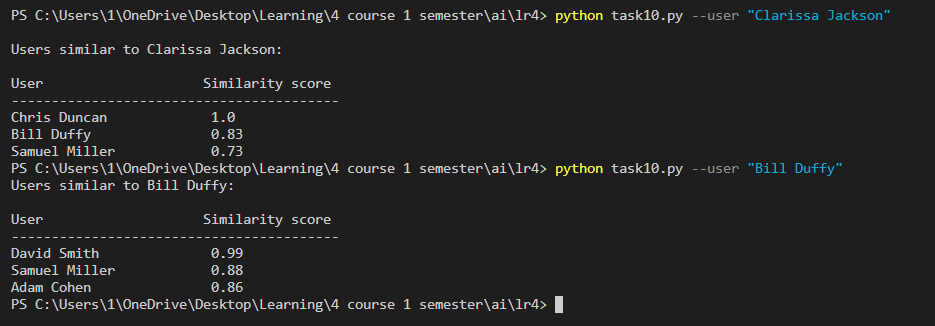 PS C:\Users\1\OneDrive\Desktop\Learning\4 course 1 semester\ai\lr4> python task10.py --user "Clarissa Jackson"
Users similar to Clarissa Jackson:
User                    Similarity score
-----------------------------------------
Chris Duncan             1.0
Bill Duffy               0.83
Samuel Miller            0.73
PS C:\Users\1\OneDrive\Desktop\Learning\4 course 1 semester\ai\lr4> python task10.py --user "Bill Duffy"
Users similar to Bill Duffy:
User                    Similarity score
-----------------------------------------
David Smith              0.99
Samuel Miller            0.88
Adam Cohen               0.86
PS C:\Users\1\OneDrive\Desktop\Learning\4 course 1 semester\ai\lr4>